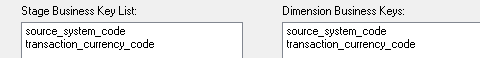 Stage Business Key List:
source_system_code
transaction_currency_code
Dimension Business Keys:
source_system_code
transaction_currency_code